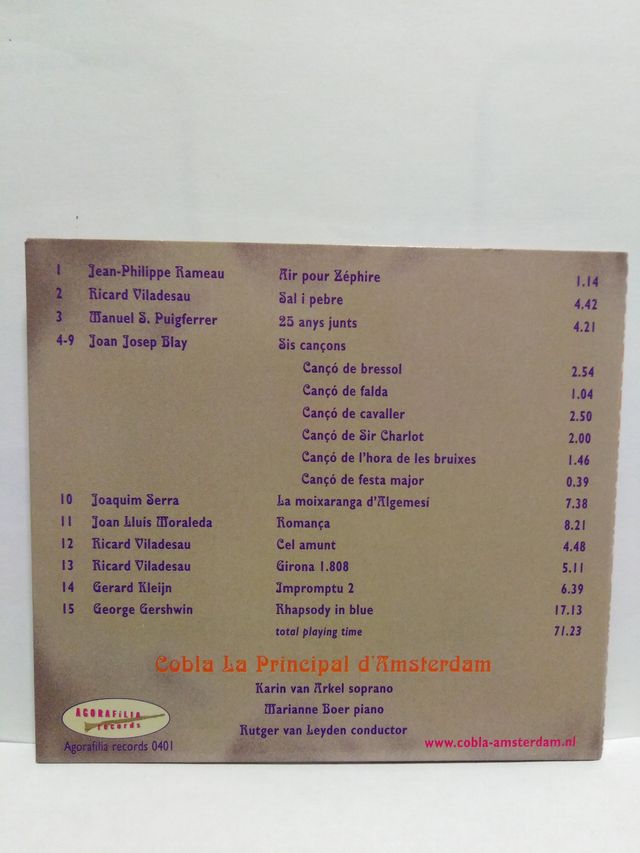 1 Jean-Philippe Rameau Air pour Zéphire 1.14
2 Ricard Viladesau Sal i pebre 4.42
3 Manuel S. Puigferrer 25 anys junts 4.21
4-9 Joan Josep Blay Sis cançons
Cançó de bressol 2.54
Cançó de falda 1.04
Cançó de cavaller 2.50
Cançó de Sir Charlot 2.00
Cançó de l'hora de les bruixes 1.46
Cançó de festa major 0.39
10 Joaquim Serra La moixaranga d'Algemesí 7.38
11 Joan Lluís Moraleda Romança 8.21
12 Ricard Viladesau Cel amunt 4.48
13 Ricard Viladesau Girona 1.808 5.11
14 Gerard Kleijn Impromptu 2 6.39
15 George Gershwin Rhapsody in blue 17.13
total playing time 71.23
Cobla La Principal d'Amsterdam
Karin van Arkel soprano
Marianne Boer piano
Rutger van Leyden conductor
AGORAFiLiA
records
Agorafilia records 0401
www.cobla-amsterdam.nl